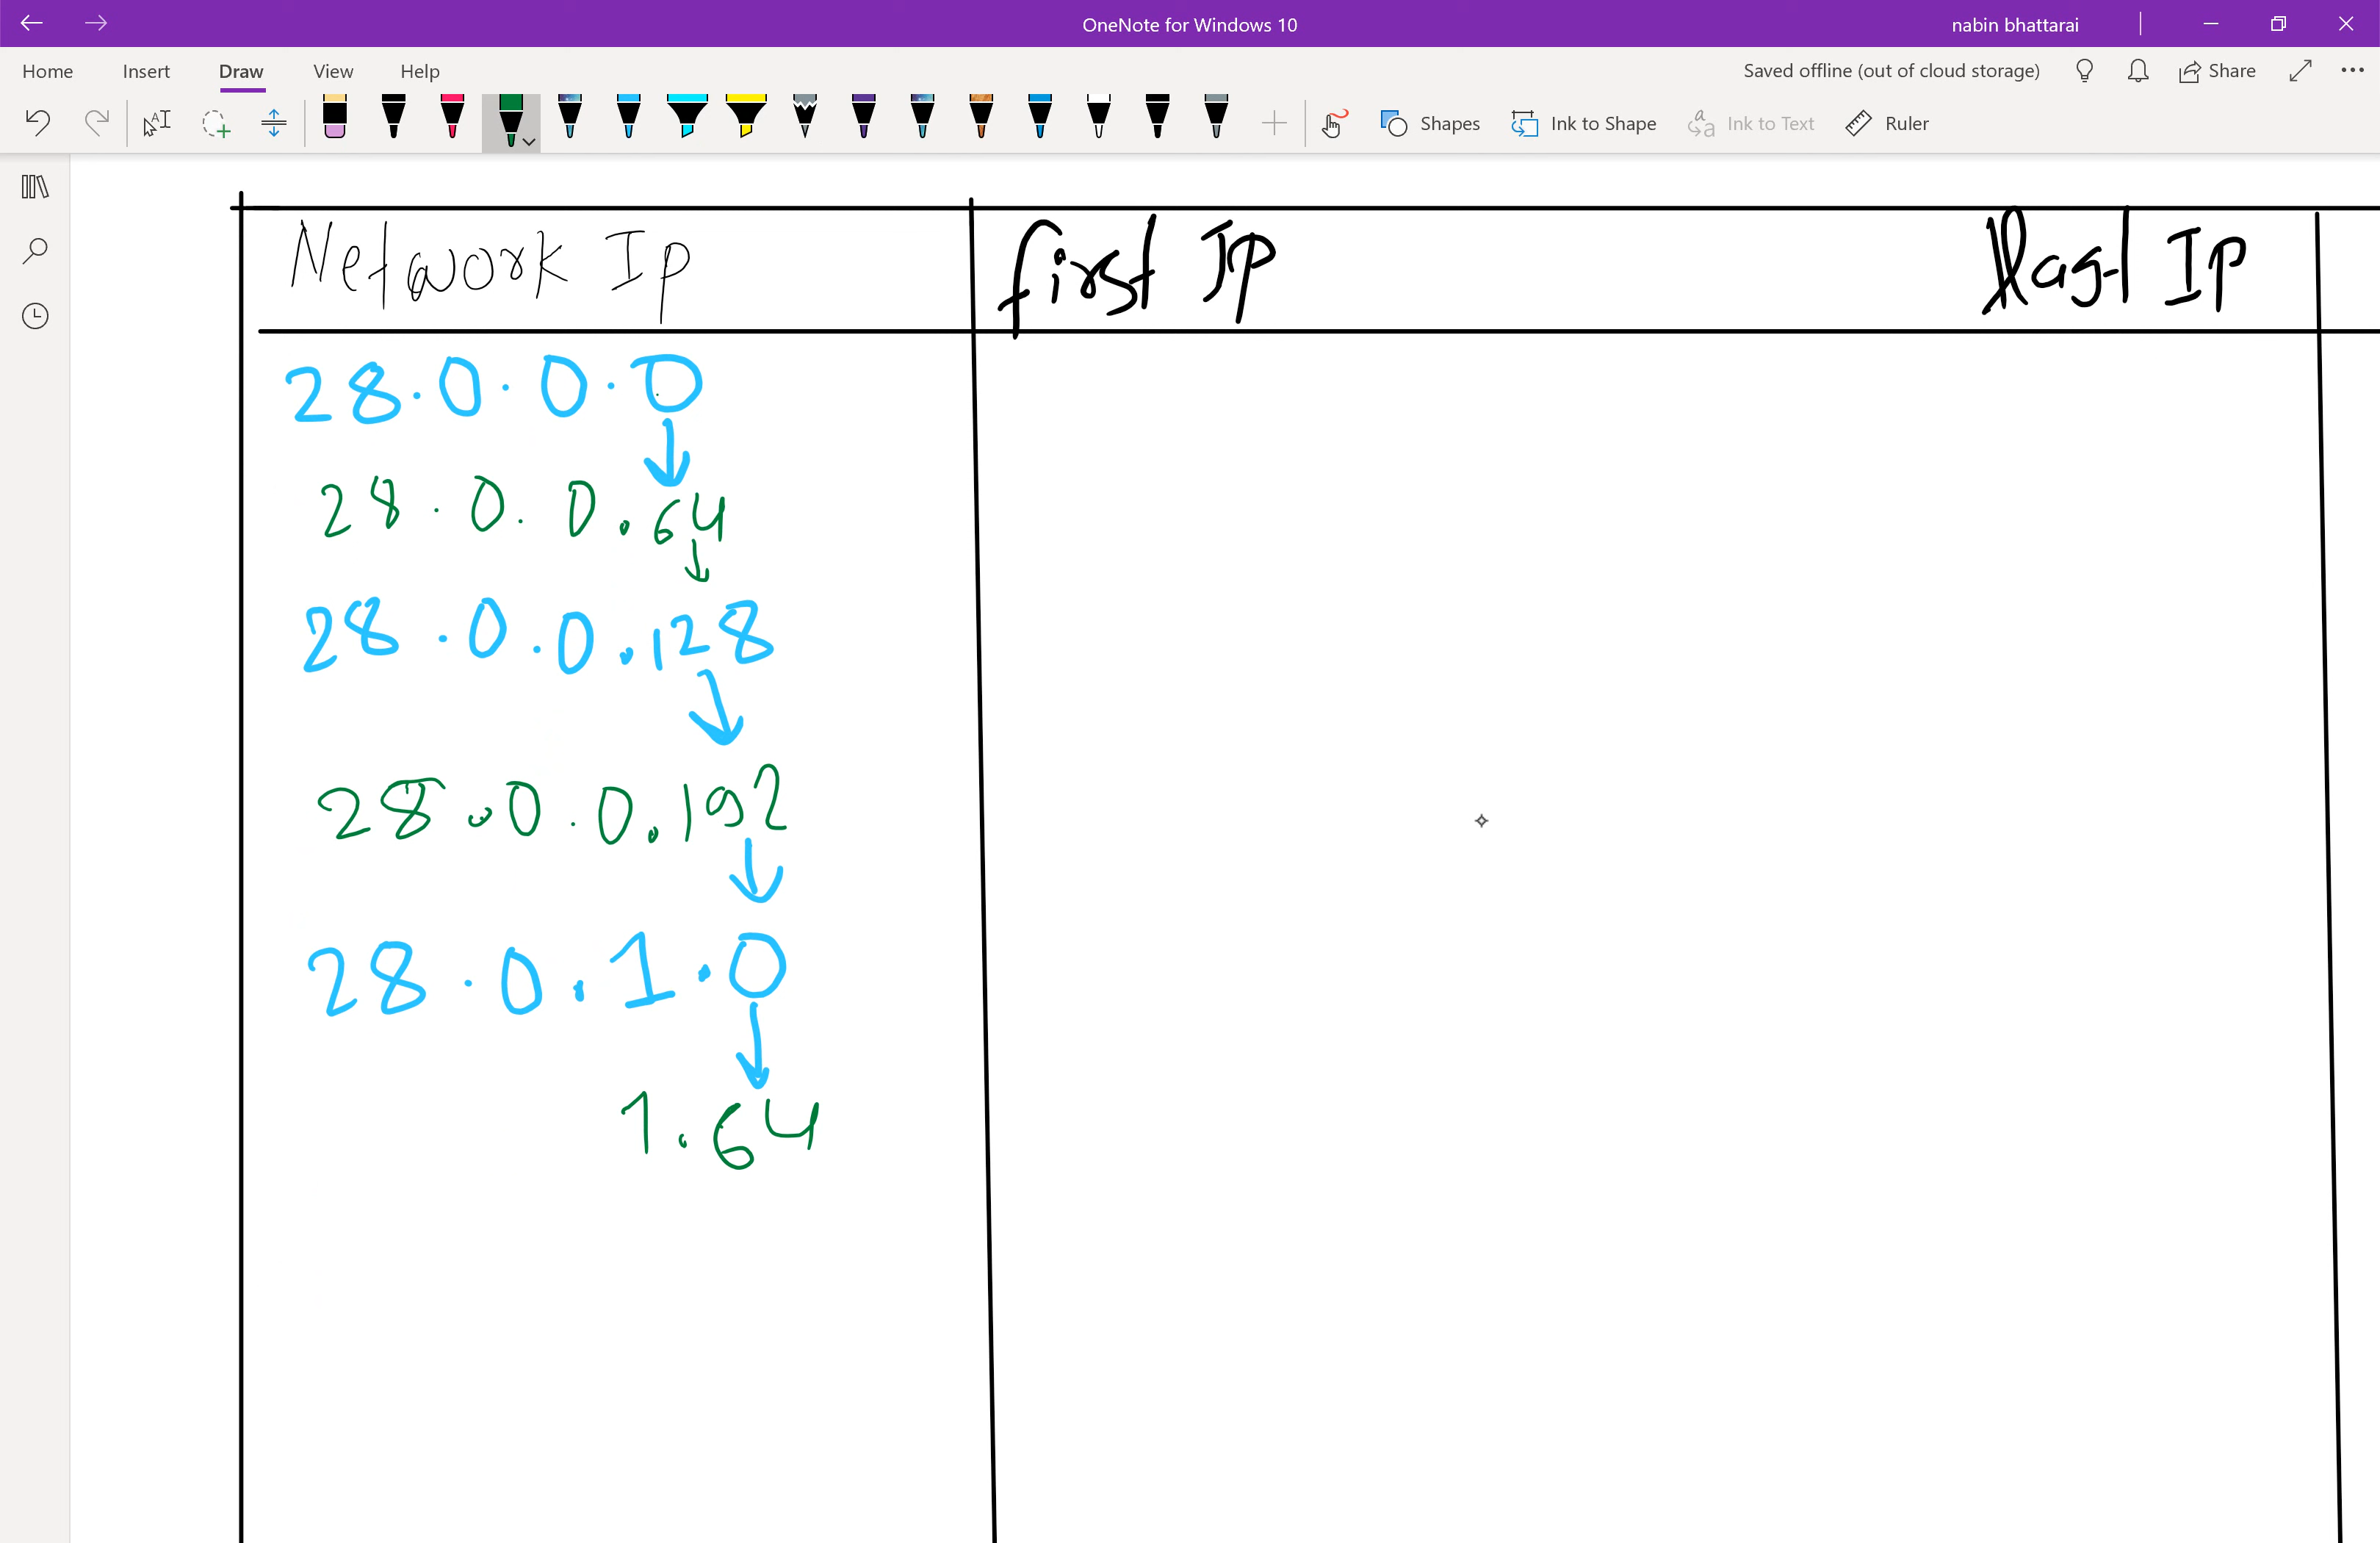 OneNote for Windows 10
nabin bhattarai
Home Insert Draw View Help
Saved offline (out of cloud storage) Share
Shapes Ink to Shape Ink to Text Ruler
Network Ip first IP last IP
28.0.0.0
28.0.0.64
28.0.0.128
28.0.0.192
28.0.1.0
1.64